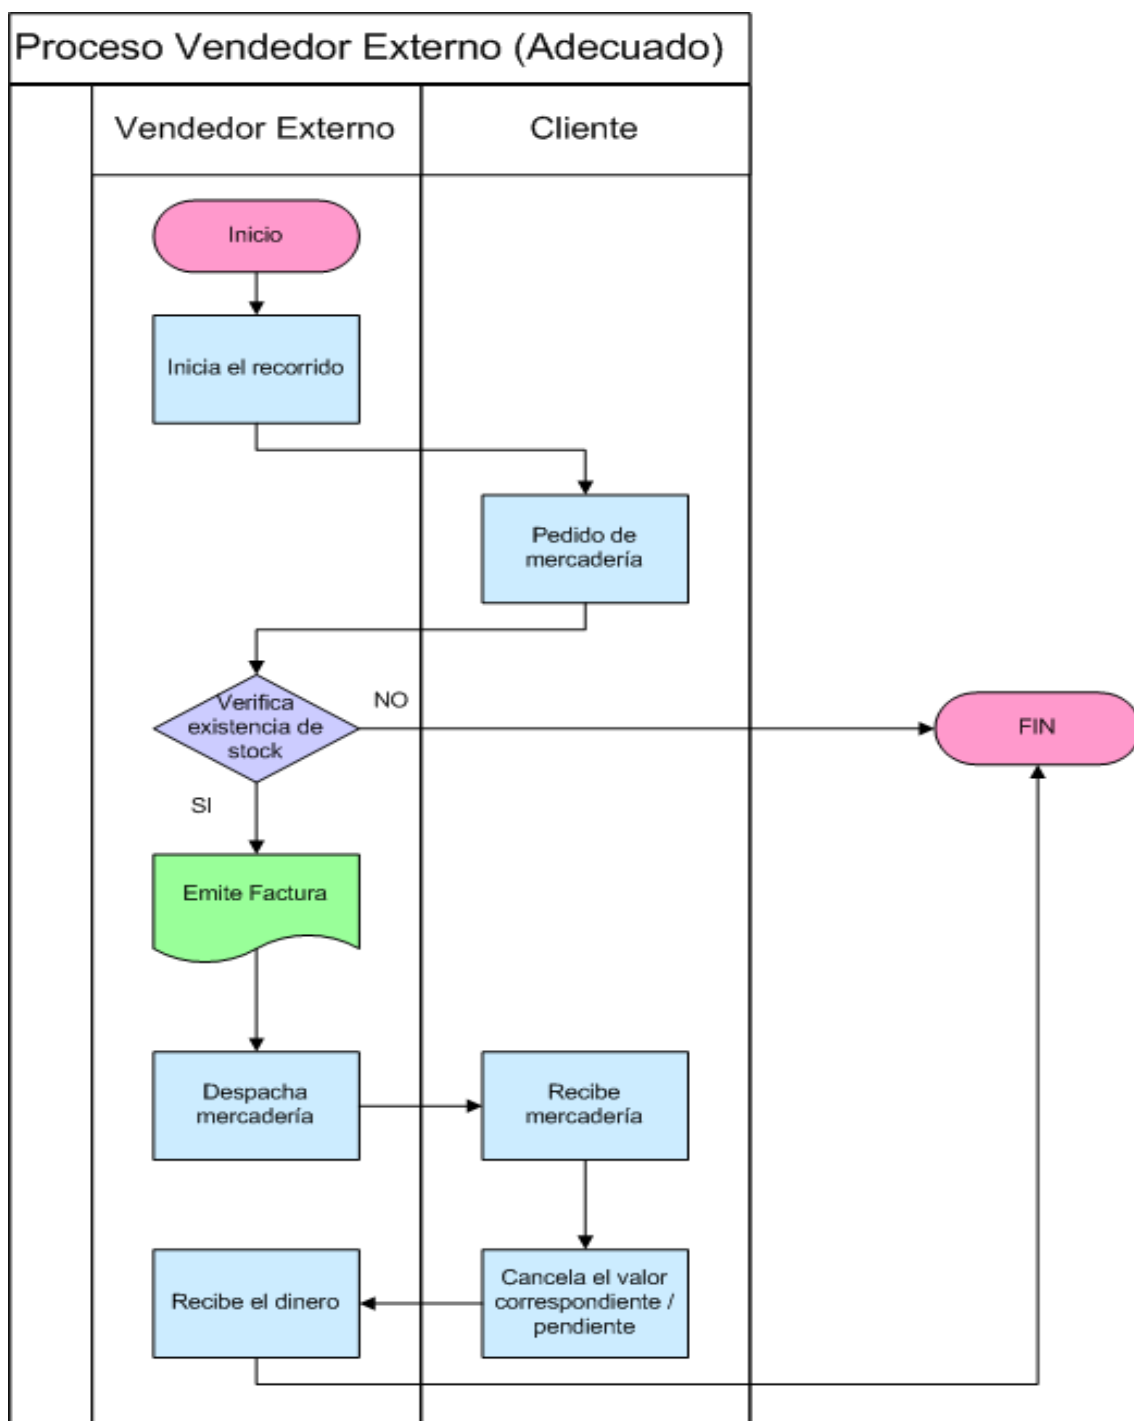 Proceso Vendedor Externo (Adecuado)
Vendedor Externo
Cliente
Inicio
Inicia el recorrido
Pedido de
mercadería
Verifica
existencia de
stock
NO
FIN
SI
Emite Factura
Despacha
mercadería
Recibe
mercadería
Cancela el valor
correspondiente /
pendiente
Recibe el dinero